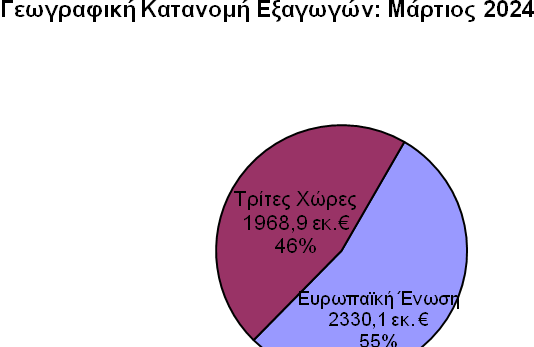 Γεωγραφική Κατανομή Εξαγωγών: Μάρτιος 2024
Τρίτες Χώρες
1968,9 εκ.€
46%
Ευρωπαϊκή Ένωση
2330,1 εκ.€
55%